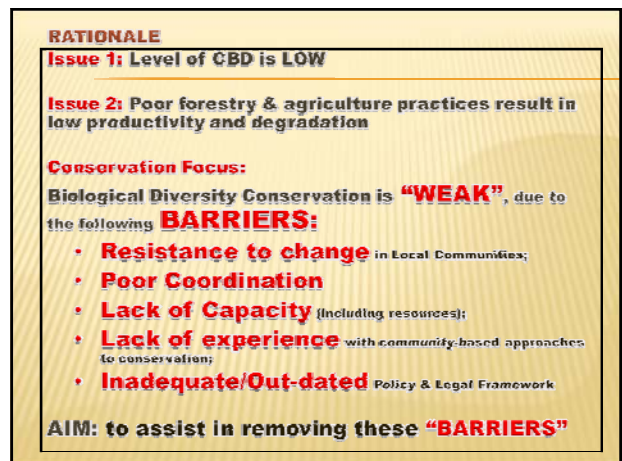 RATIONALE
Issue 1: Level of CBD is LOW
Issue 2: Poor forestry & agriculture practices result in
low productivity and degradation
Conservation Focus:
Biological Diversity Conservation is “WEAK”, due to
the following BARRIERS:
• Resistance to change in Local Communities;
• Poor Coordination
• Lack of Capacity (including resources);
• Lack of experience with community-based approaches
to conservation;
• Inadequate/Out-dated Policy & Legal Framework
AIM: to assist in removing these “BARRIERS”